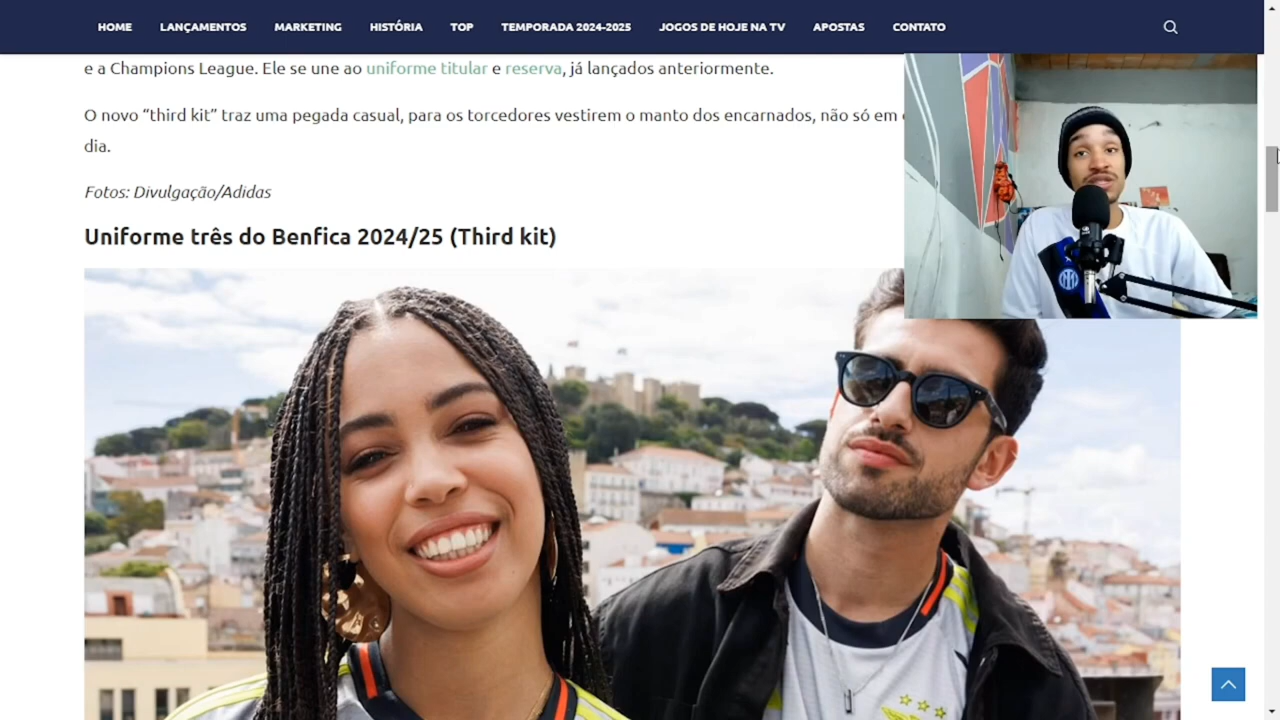 HOME LANÇAMENTOS MARKETING HISTÓRIA TOP TEMPORADA 2024-2025 JOGOS DE HOJE NA TV APOSTAS CONTATO
e a Champions League. Ele se une ao uniforme titular e reserva, já lançados anteriormente.
O novo “third kit” traz uma pegada casual, para os torcedores vestirem o manto dos encarnados, não só em
dia.
Fotos: Divulgação/Adidas
Uniforme três do Benfica 2024/25 (Third kit)